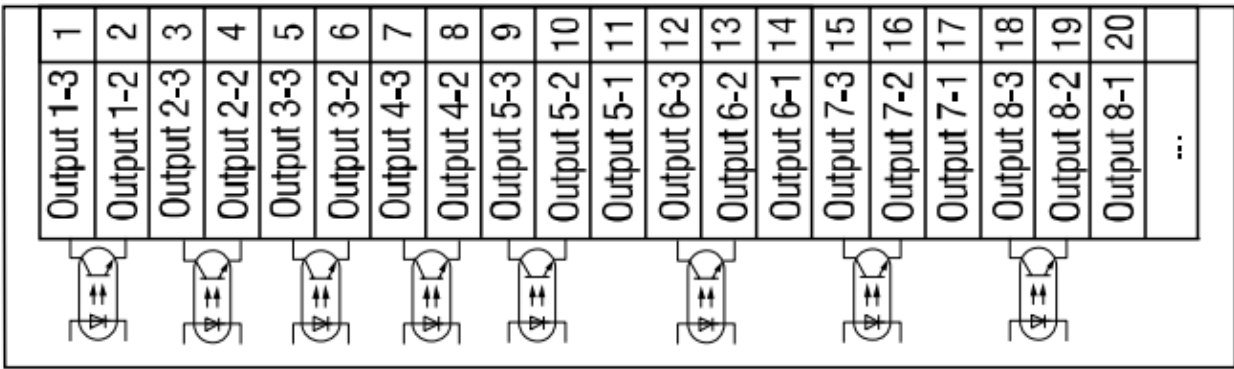 1 2 3 4 5 6 7 8 9 10 11 12 13 14 15 16 17 18 19 20
Output 1-3
Output 1-2
Output 2-3
Output 2-2
Output 3-3
Output 3-2
Output 4-3
Output 4-2
Output 5-3
Output 5-2
Output 5-1
Output 6-3
Output 6-2
Output 6-1
Output 7-3
Output 7-2
Output 7-1
Output 8-3
Output 8-2
Output 8-1
...